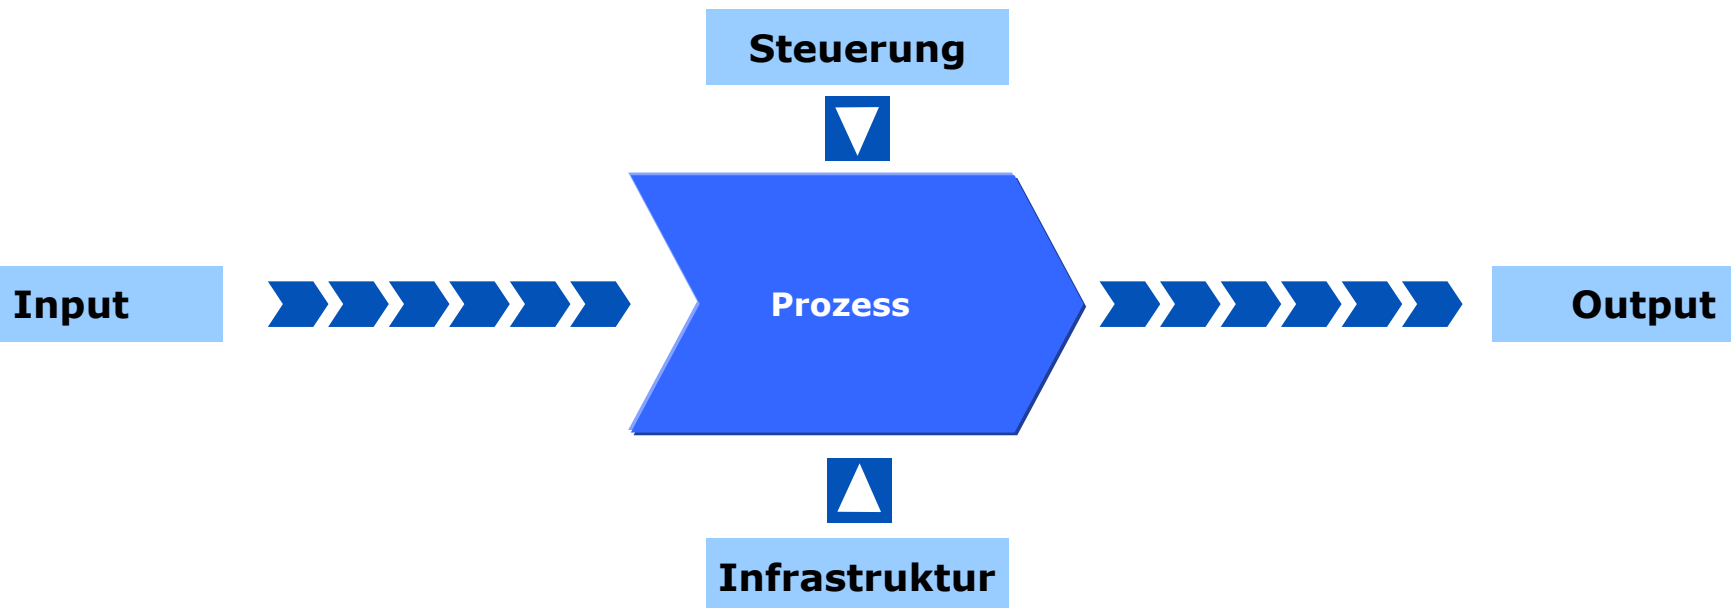 Steuerung
Input
Prozess
Output
Infrastruktur